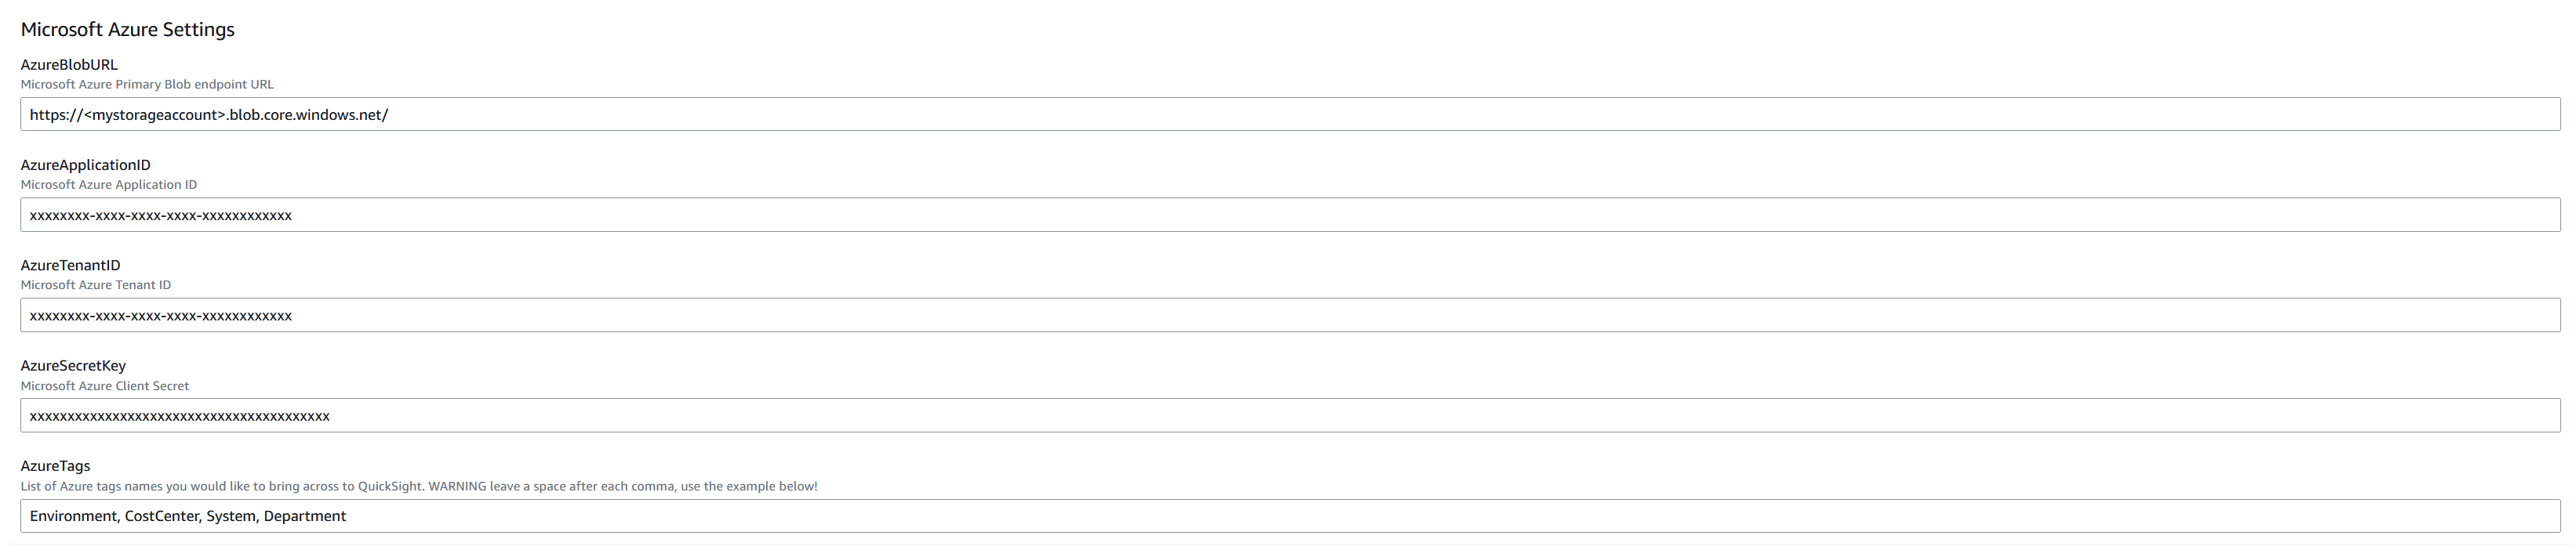 Microsoft Azure Settings
AzureBlobURL
Microsoft Azure Primary Blob endpoint URL
https://<mystorageaccount>.blob.core.windows.net/
AzureApplicationID
Microsoft Azure Application ID
xxxxxxxx-xxxx-xxxx-xxxx-xxxxxxxxxxxx
AzureTenantID
Microsoft Azure Tenant ID
xxxxxxxx-xxxx-xxxx-xxxx-xxxxxxxxxxxx
AzureSecretKey
Microsoft Azure Client Secret
xxxxxxxxxxxxxxxxxxxxxxxxxxxxxxxxxxxxxxxx
AzureTags
List of Azure tags names you would like to bring across to QuickSight. WARNING leave a space after each comma, use the example below!
Environment, CostCenter, System, Department